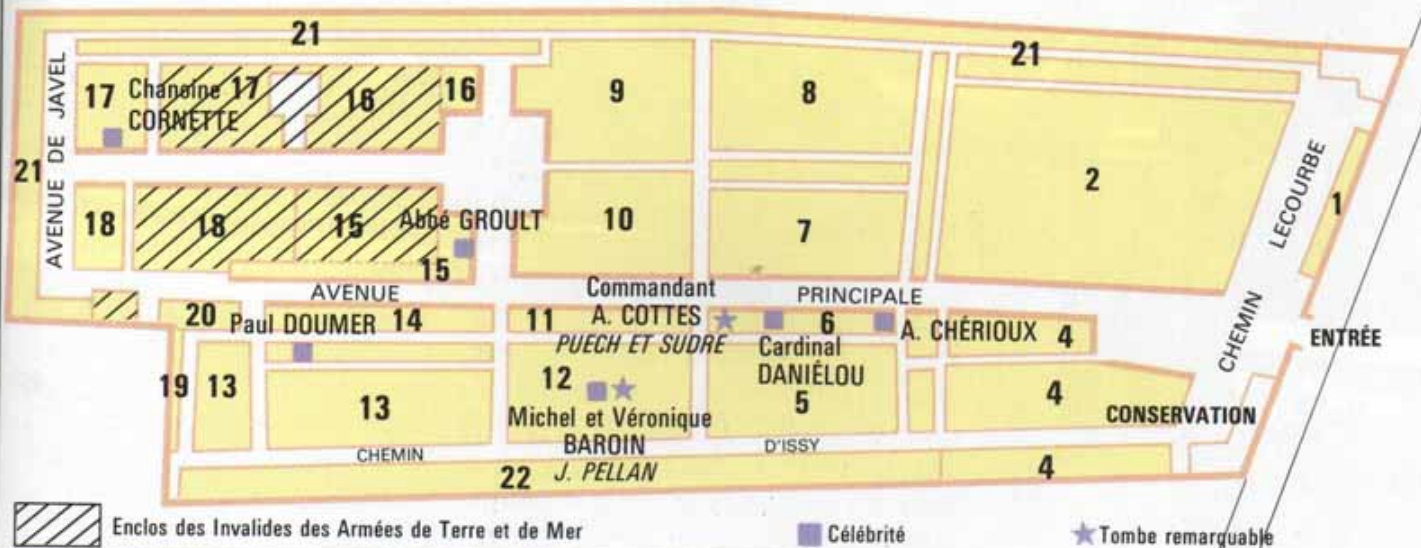 21
21
17
Chanoine
CORNETTE
17
16
16
9
8
2
1
21
AVENUE DE JAVEL
CHEMIN LECOURBE
18
18
15
Abbé GROULT
15
10
7
AVENUE PRINCIPALE
20
Paul DOUMER
14
11
Commandant
A. COTTES
PUECH ET SUDRE
6
Cardinal
DANIÉLOU
A. CHÉRIOUX
4
ENTRÉE
19
13
13
12
Michel et Véronique
BAROIN
J. PELLAN
5
4
CONSERVATION
CHEMIN D'ISSY
22
4
Enclos des Invalides des Armées de Terre et de Mer
Célébrité
Tombe remarquable